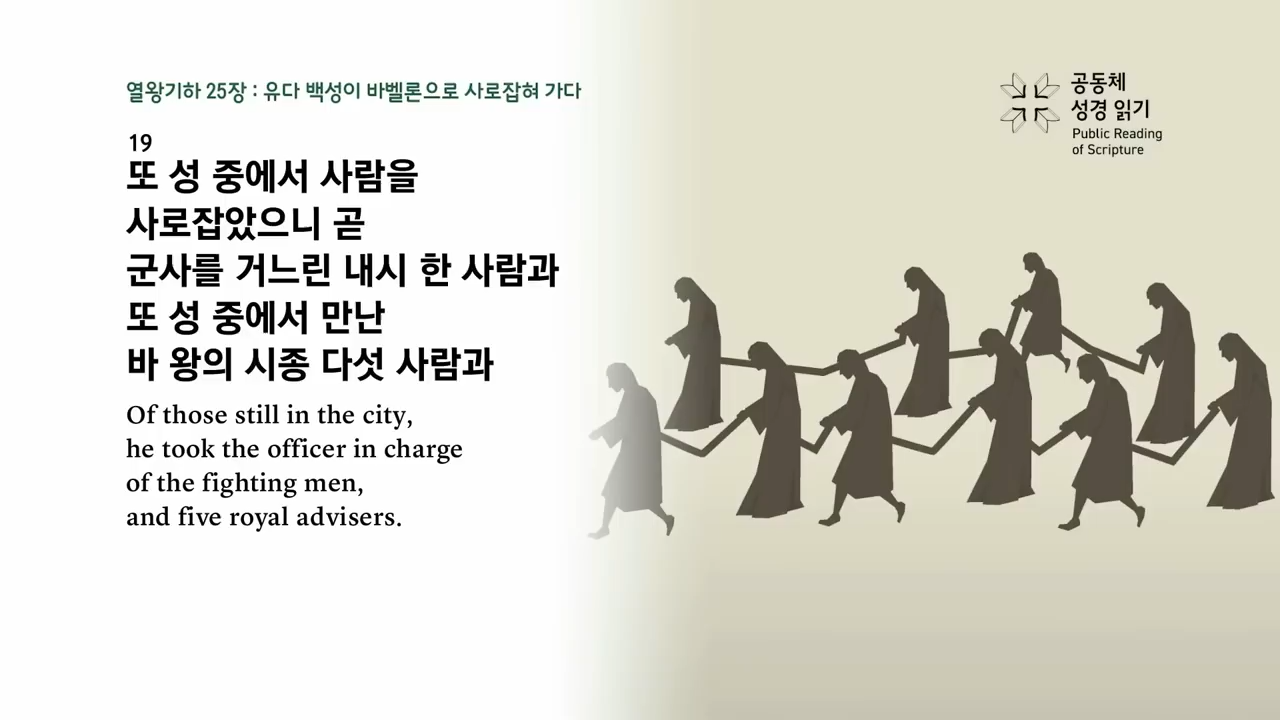 열왕기하 25장 : 유다 백성이 바벨론으로 사로잡혀 가다
19
또 성 중에서 사람을
사로잡았으니 곧
군사를 거느린 내시 한 사람과
또 성 중에서 만난
바 왕의 시종 다섯 사람과
Of those still in the city,
he took the officer in charge
of the fighting men,
and five royal advisers.
공동체
성경 읽기
Public Reading
of Scripture